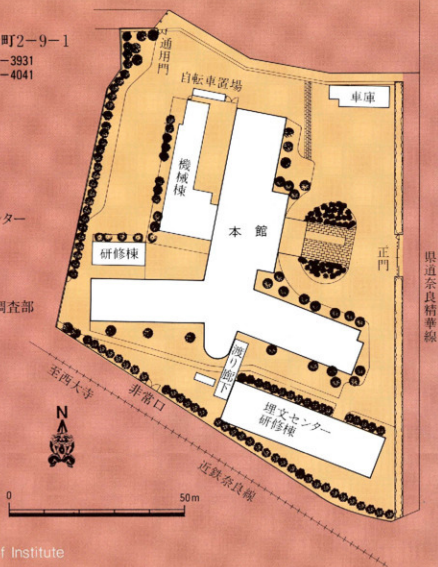 町2-9-1
-3931
-4041
通用門
自転車置場
車庫
機械棟
本館
研修棟
正門
県道奈良精華線
ター
調査部
渡り廊下
埋文センター
研修棟
至西大寺
非常口
近鉄奈良線
N
0 50m
f Institute